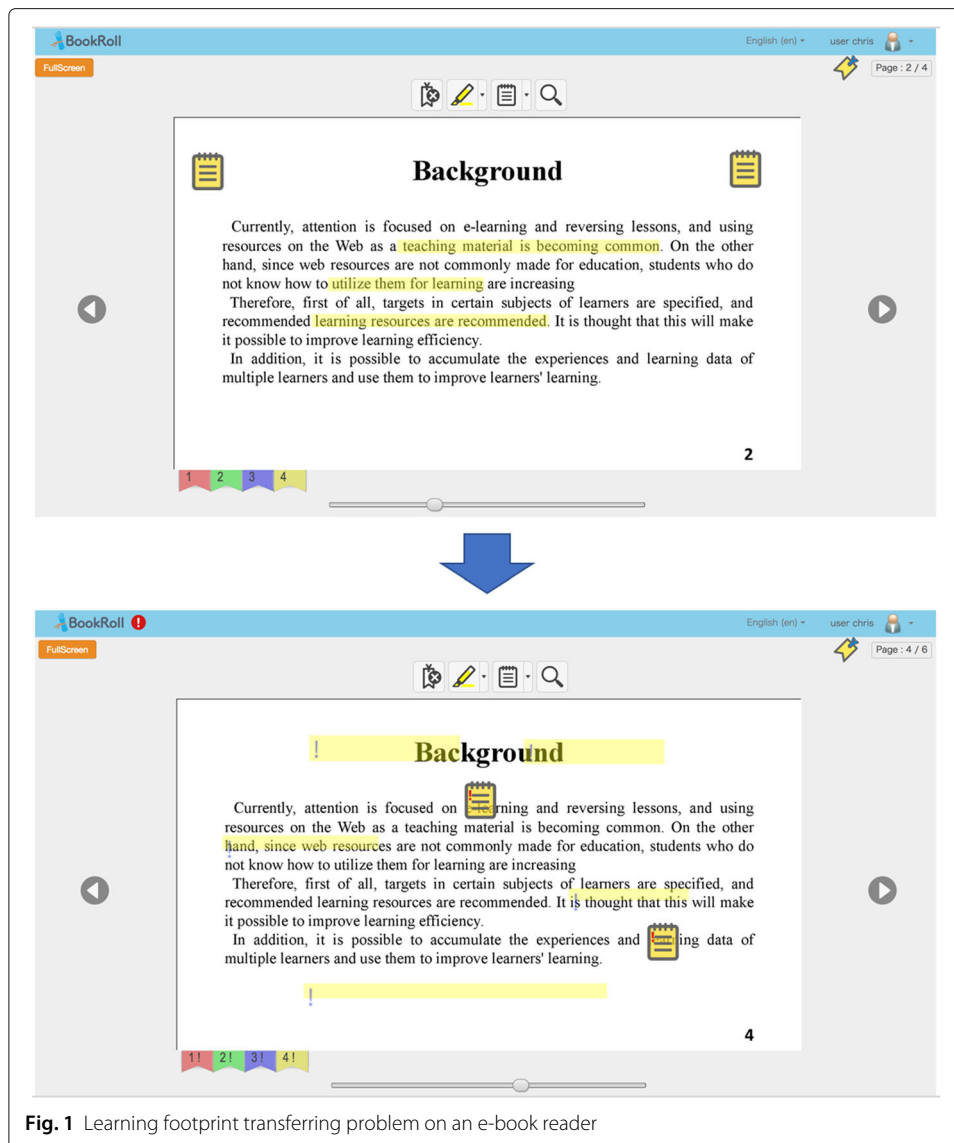 BookRoll
English (en)
user chris
FullScreen
Page : 2 / 4
Background
Currently, attention is focused on e-learning and reversing lessons, and using
resources on the Web as a teaching material is becoming common. On the other
hand, since web resources are not commonly made for education, students who do
not know how to utilize them for learning are increasing
Therefore, first of all, targets in certain subjects of learners are specified, and
recommended learning resources are recommended. It is thought that this will make
it possible to improve learning efficiency.
In addition, it is possible to accumulate the experiences and learning data of
multiple learners and use them to improve learners' learning.
2
1 2 3 4
BookRoll !
English (en)
user chris
FullScreen
Page : 4 / 6
! Background
Currently, attention is focused on e-learning and reversing lessons, and using
resources on the Web as a teaching material is becoming common. On the other
hand, since web resources are not commonly made for education, students who do
not know how to utilize them for learning are increasing
Therefore, first of all, targets in certain subjects of learners are specified, and
recommended learning resources are recommended. It is thought that this will make
it possible to improve learning efficiency.
In addition, it is possible to accumulate the experiences and learning data of
multiple learners and use them to improve learners' learning.
!
4
1! 2! 3! 4!
Fig. 1 Learning footprint transferring problem on an e-book reader